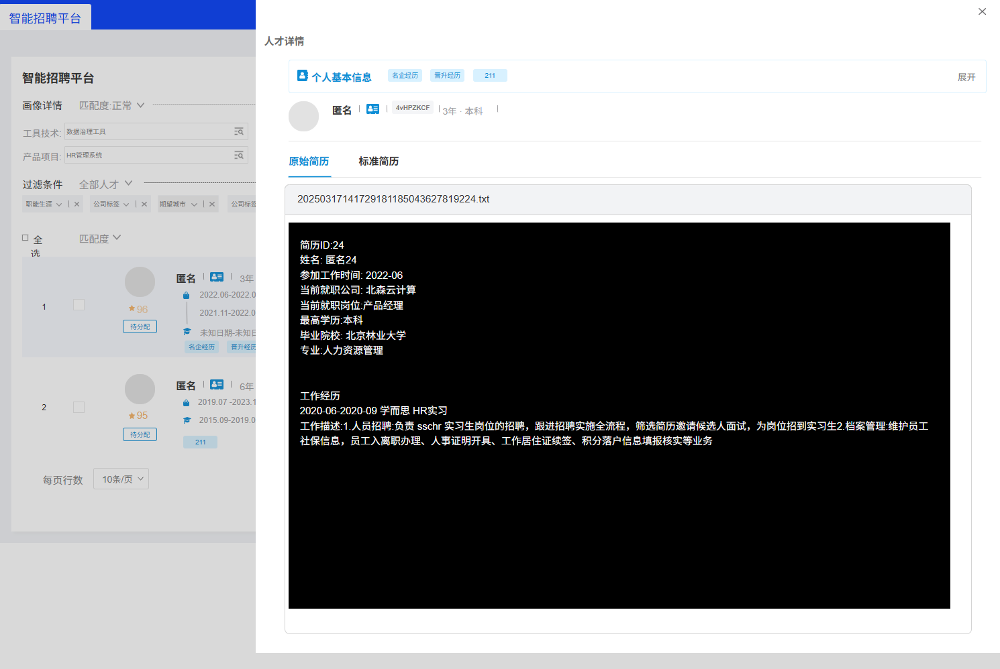 智能招聘平台
智能招聘平台
画像详情 匹配度:正常
工具技术: 数据治理工具
产品项目: HR管理系统
过滤条件 全部人才
职能生涯 公司标签 期望城市 公司标签
全选
匹配度
1
96
待分配
匿名 3年
2022.06-2022.0
2021.11-2022.0
未知日期-未知日
名企经历 晋升经历
2
95
待分配
匿名 6年
2019.07 -2023.1
2015.09-2019.0
211
每页行数 10条/页
人才详情
个人基本信息 名企经历 晋升经历 211 展开
匿名 4vHPZKCF 3年 · 本科
原始简历 标准简历
20250317141729181185043627819224.txt
简历ID:24
姓名: 匿名24
参加工作时间: 2022-06
当前就职公司: 北森云计算
当前就职岗位:产品经理
最高学历:本科
毕业院校: 北京林业大学
专业:人力资源管理
工作经历
2020-06-2020-09 学而思 HR实习
工作描述:1.人员招聘:负责 sschr 实习生岗位的招聘，跟进招聘实施全流程，筛选简历邀请候选人面试，为岗位招到实习生2.档案管理:维护员工
社保信息，员工入离职办理、人事证明开具、工作居住证续签、积分落户信息填报核实等业务